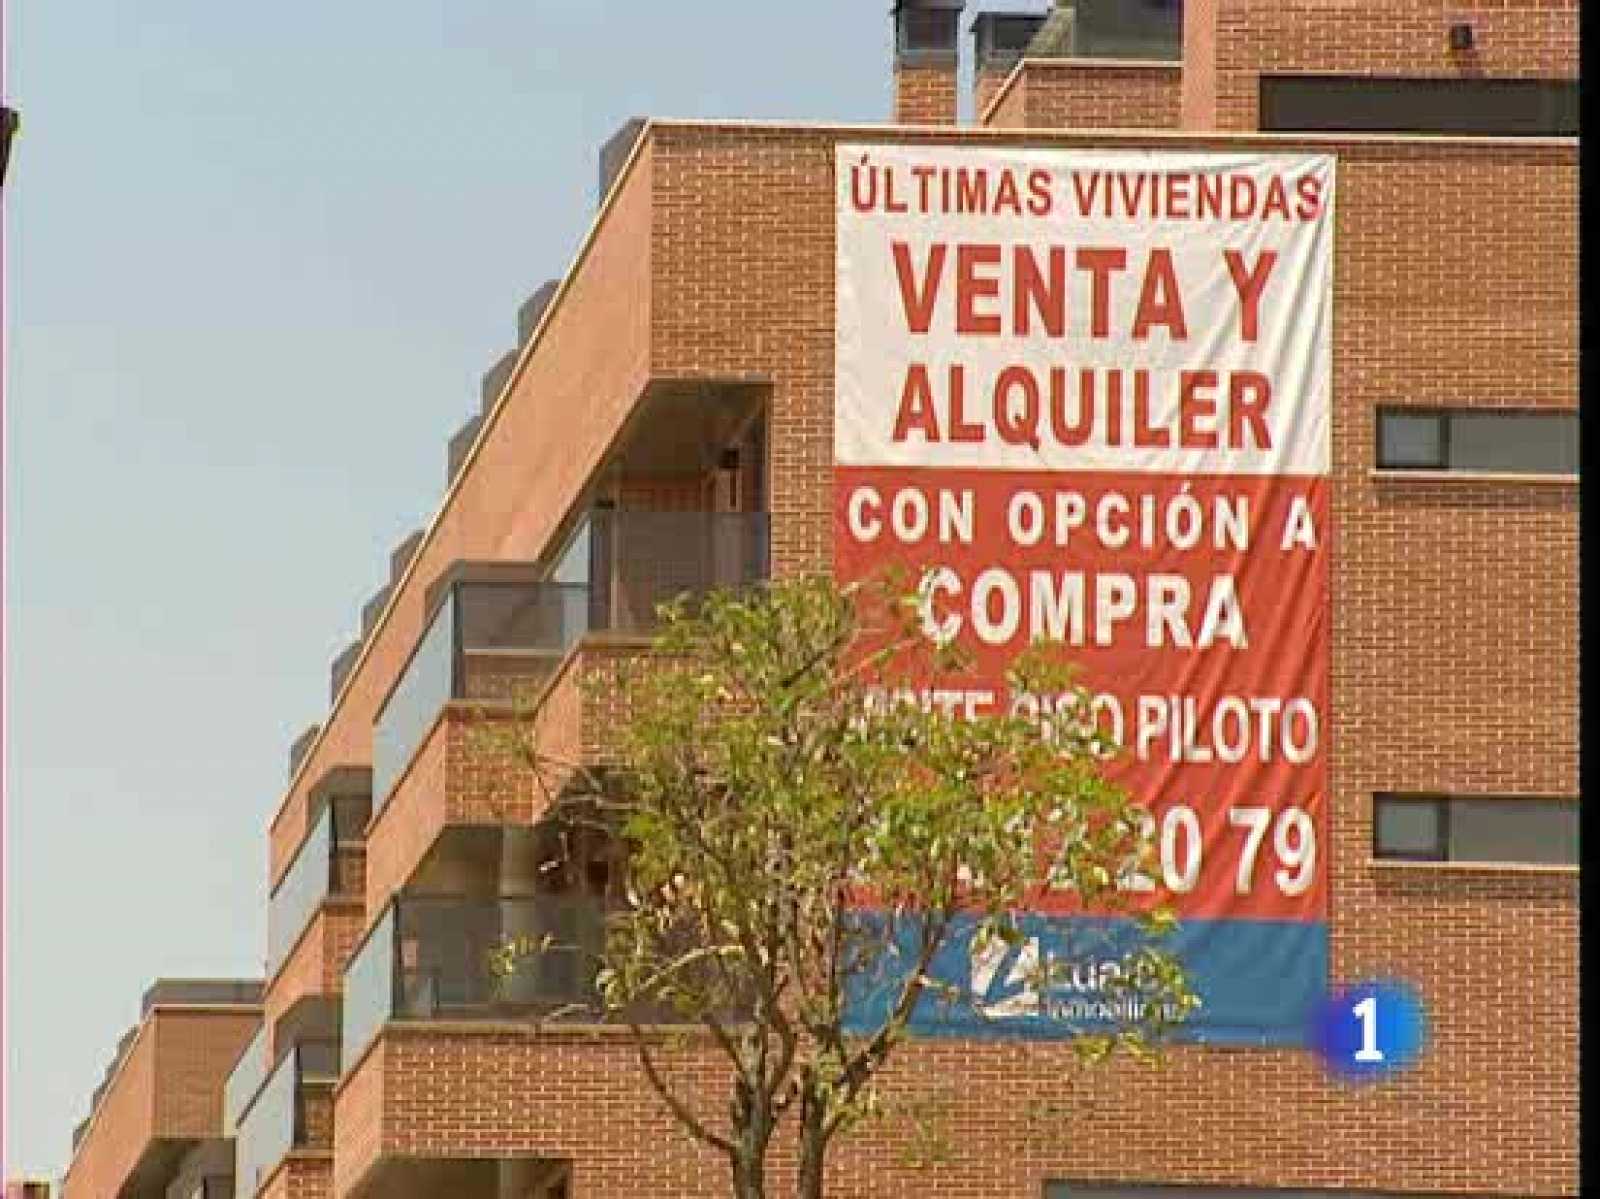 ÚLTIMAS VIVIENDAS
VENTA Y
ALQUILER
CON OPCIÓN A
COMPRA
PILOTO
20 79
1